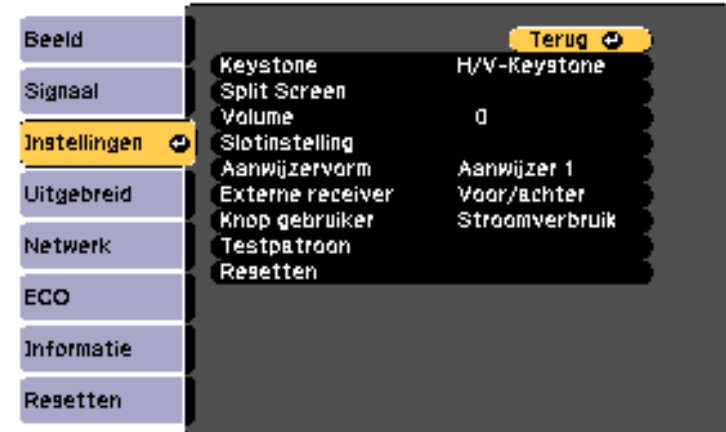 Beeld
Signaal
Instellingen
Uitgebreid
Netwerk
ECO
Informatie
Resetten
Terug
Keystone H/V-Keystone
Split Screen
Volume 0
Slotinstelling
Aanwijzervorm Aanwijzer 1
Externe receiver Voor/achter
Knop gebruiker Stroomverbruik
Testpatroon
Resetten